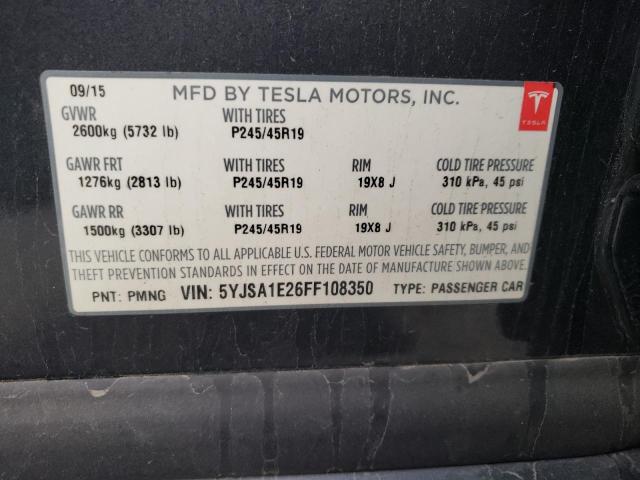 09/15 MFD BY TESLA MOTORS, INC. TESLA
GVWR WITH TIRES
2600kg (5732 lb) P245/45R19
GAWR FRT WITH TIRES RIM COLD TIRE PRESSURE
1276kg (2813 lb) P245/45R19 19X8 J 310 kPa, 45 psi
GAWR RR WITH TIRES RIM COLD TIRE PRESSURE
1500kg (3307 lb) P245/45R19 19X8 J 310 kPa, 45 psi
THIS VEHICLE CONFORMS TO ALL APPLICABLE U.S. FEDERAL MOTOR VEHICLE SAFETY, BUMPER, AND
THEFT PREVENTION STANDARDS IN EFFECT ON THE DATE OF MANUFACTURE SHOWN ABOVE.
PNT: PMNG VIN: 5YJSA1E26FF108350 TYPE: PASSENGER CAR